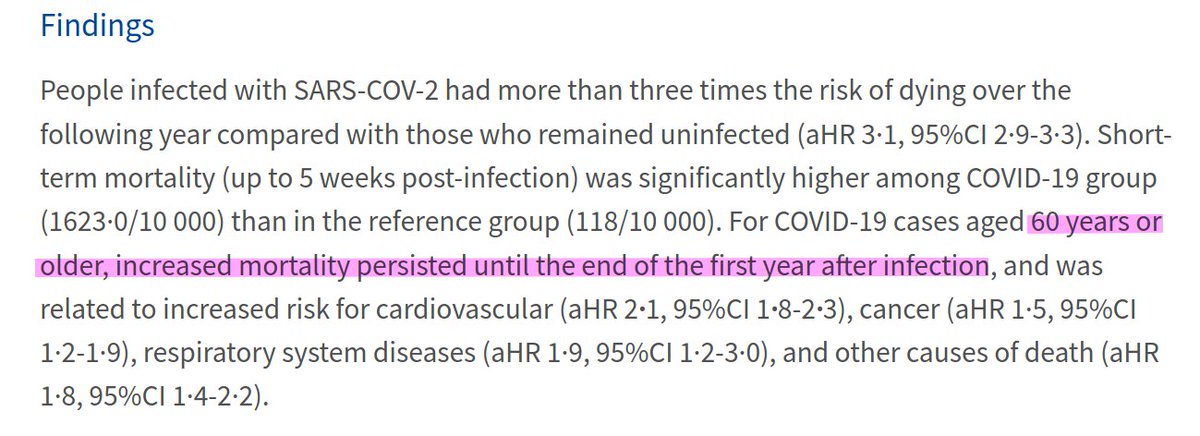 Findings
People infected with SARS-COV-2 had more than three times the risk of dying over the
following year compared with those who remained uninfected (aHR 3·1, 95%CI 2·9-3·3). Short-
term mortality (up to 5 weeks post-infection) was significantly higher among COVID-19 group
(1623·0/10 000) than in the reference group (118/10 000). For COVID-19 cases aged 60 years or
older, increased mortality persisted until the end of the first year after infection, and was
related to increased risk for cardiovascular (aHR 2·1, 95%CI 1·8-2·3), cancer (aHR 1·5, 95%CI
1·2-1·9), respiratory system diseases (aHR 1·9, 95%CI 1·2-3·0), and other causes of death (aHR
1·8, 95%CI 1·4-2·2).